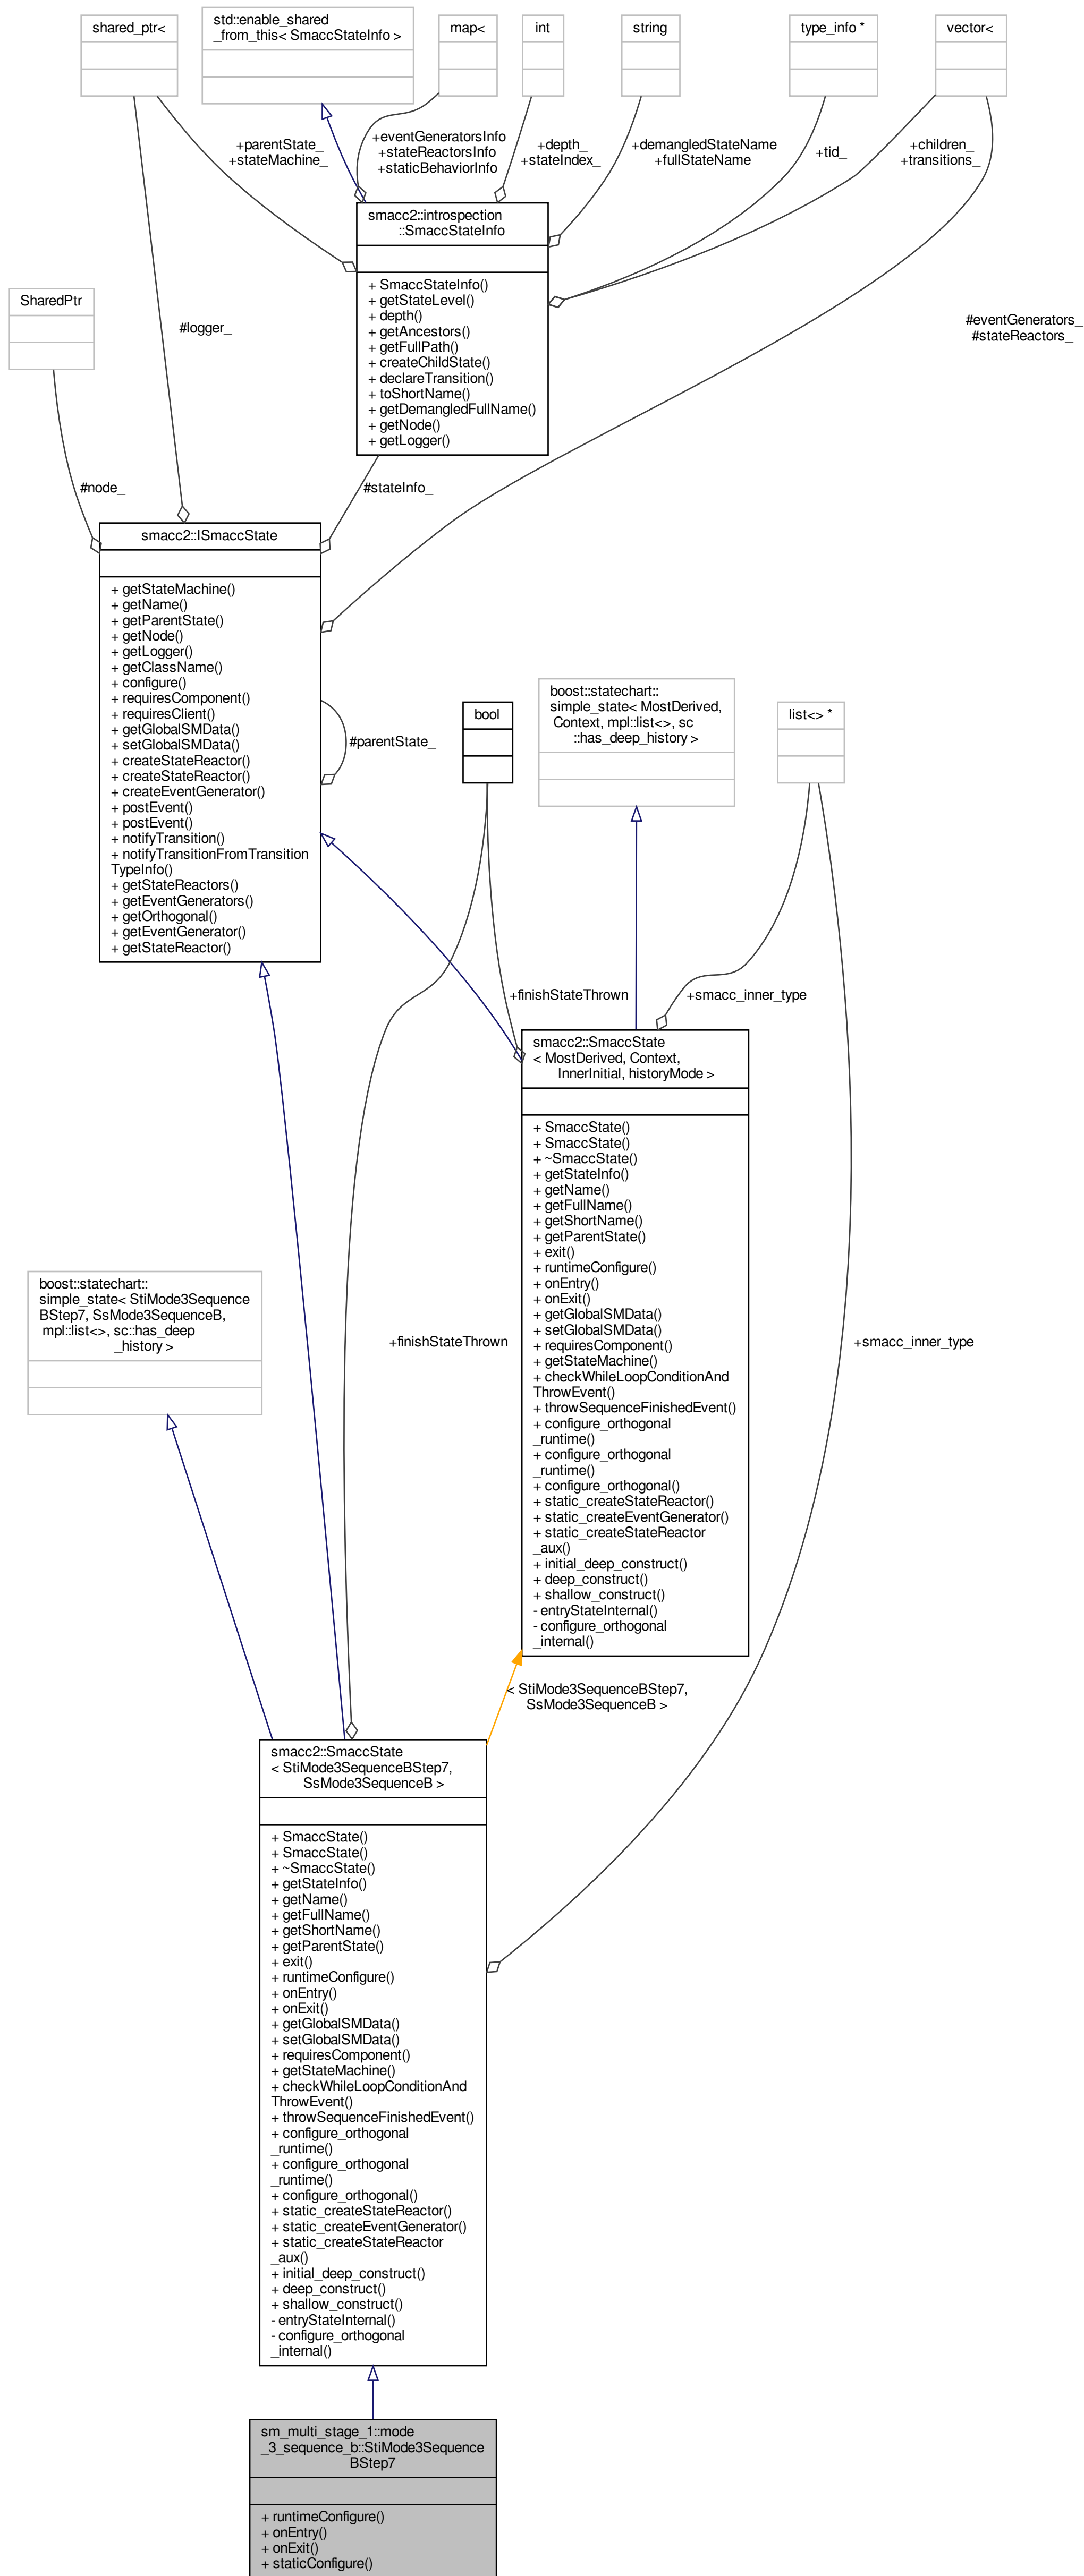 shared_ptr<
std::enable_shared
_from_this< SmaccStateInfo >
map<
int
string
type_info *
vector<
+parentState_
+stateMachine_
+eventGeneratorsInfo
+stateReactorsInfo
+staticBehaviorInfo
+depth_
+stateIndex_
+demangledStateName
+fullStateName
+tid_
+children_
+transitions_
smacc2::introspection
::SmaccStateInfo
+ SmaccStateInfo()
+ getStateLevel()
+ depth()
+ getAncestors()
+ getFullPath()
+ createChildState()
+ declareTransition()
+ toShortName()
+ getDemangledFullName()
+ getNode()
+ getLogger()
SharedPtr
#logger_
#eventGenerators_
#stateReactors_
#node_
#stateInfo_
smacc2::ISmaccState
+ getStateMachine()
+ getName()
+ getParentState()
+ getNode()
+ getLogger()
+ getClassName()
+ configure()
+ requiresComponent()
+ requiresClient()
+ getGlobalSMData()
+ setGlobalSMData()
+ createStateReactor()
+ createStateReactor()
+ createEventGenerator()
+ postEvent()
+ postEvent()
+ notifyTransition()
+ notifyTransitionFromTransition
TypeInfo()
+ getStateReactors()
+ getEventGenerators()
+ getOrthogonal()
+ getEventGenerator()
+ getStateReactor()
#parentState_
bool
boost::statechart::
simple_state< MostDerived,
Context, mpl::list<>, sc
::has_deep_history >
list<> *
+finishStateThrown
+smacc_inner_type
smacc2::SmaccState
< MostDerived, Context,
InnerInitial, historyMode >
+ SmaccState()
+ SmaccState()
+ ~SmaccState()
+ getStateInfo()
+ getName()
+ getFullName()
+ getShortName()
+ getParentState()
+ exit()
+ runtimeConfigure()
+ onEntry()
+ onExit()
+ getGlobalSMData()
+ setGlobalSMData()
+ requiresComponent()
+ getStateMachine()
+ checkWhileLoopConditionAnd
ThrowEvent()
+ throwSequenceFinishedEvent()
+ configure_orthogonal
_runtime()
+ configure_orthogonal
_runtime()
+ configure_orthogonal()
+ static_createStateReactor()
+ static_createEventGenerator()
+ static_createStateReactor
_aux()
+ initial_deep_construct()
+ deep_construct()
+ shallow_construct()
- entryStateInternal()
- configure_orthogonal
_internal()
boost::statechart::
simple_state< StiMode3Sequence
BStep7, SsMode3SequenceB,
mpl::list<>, sc::has_deep
_history >
+finishStateThrown
+smacc_inner_type
< StiMode3SequenceBStep7,
SsMode3SequenceB >
smacc2::SmaccState
< StiMode3SequenceBStep7,
SsMode3SequenceB >
+ SmaccState()
+ SmaccState()
+ ~SmaccState()
+ getStateInfo()
+ getName()
+ getFullName()
+ getShortName()
+ getParentState()
+ exit()
+ runtimeConfigure()
+ onEntry()
+ onExit()
+ getGlobalSMData()
+ setGlobalSMData()
+ requiresComponent()
+ getStateMachine()
+ checkWhileLoopConditionAnd
ThrowEvent()
+ throwSequenceFinishedEvent()
+ configure_orthogonal
_runtime()
+ configure_orthogonal
_runtime()
+ configure_orthogonal()
+ static_createStateReactor()
+ static_createEventGenerator()
+ static_createStateReactor
_aux()
+ initial_deep_construct()
+ deep_construct()
+ shallow_construct()
- entryStateInternal()
- configure_orthogonal
_internal()
sm_multi_stage_1::mode
_3_sequence_b::StiMode3Sequence
BStep7
+ runtimeConfigure()
+ onEntry()
+ onExit()
+ staticConfigure()